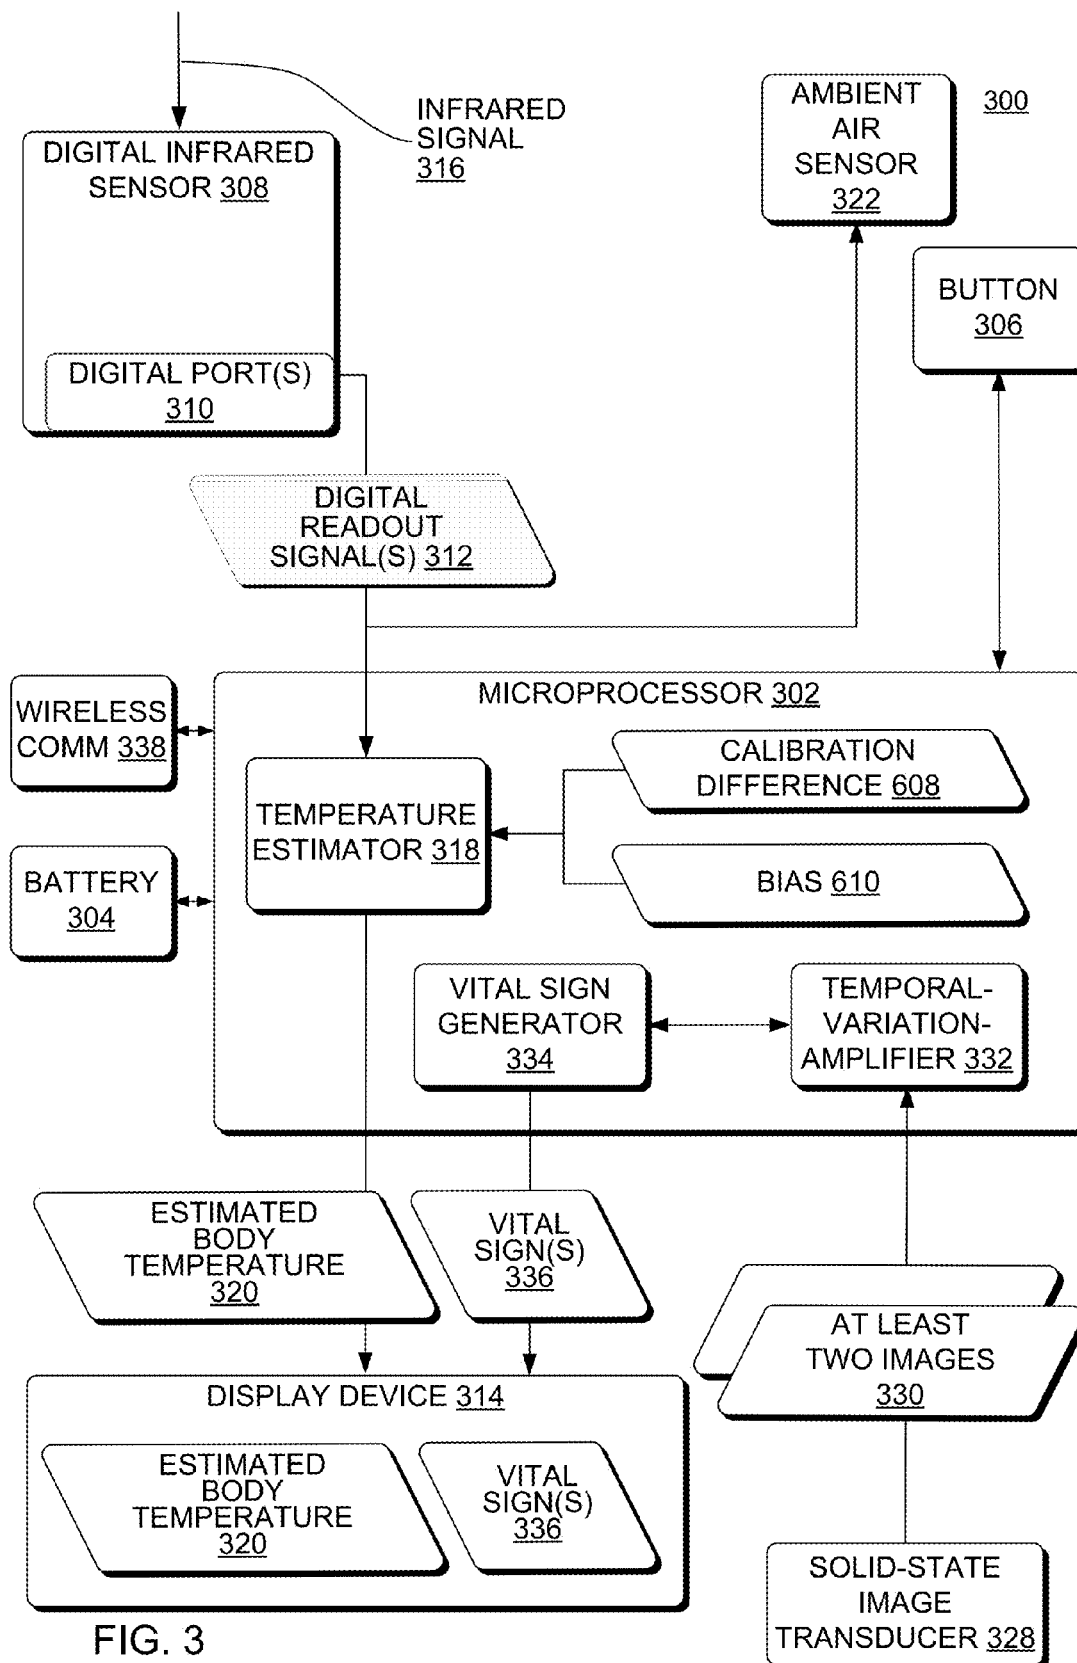 INFRARED
SIGNAL
316
AMBIENT
AIR
SENSOR
322
300
DIGITAL INFRARED
SENSOR 308
BUTTON
306
DIGITAL PORT(S)
310
DIGITAL
READOUT
SIGNAL(S) 312
MICROPROCESSOR 302
WIRELESS
COMM 338
CALIBRATION
DIFFERENCE 608
TEMPERATURE
ESTIMATOR 318
BATTERY
304
BIAS 610
VITAL SIGN
GENERATOR
334
TEMPORAL-
VARIATION-
AMPLIFIER 332
ESTIMATED
BODY
TEMPERATURE
320
VITAL
SIGN(S)
336
AT LEAST
TWO IMAGES
330
DISPLAY DEVICE 314
ESTIMATED
BODY
TEMPERATURE
320
VITAL
SIGN(S)
336
SOLID-STATE
IMAGE
TRANSDUCER 328
FIG. 3